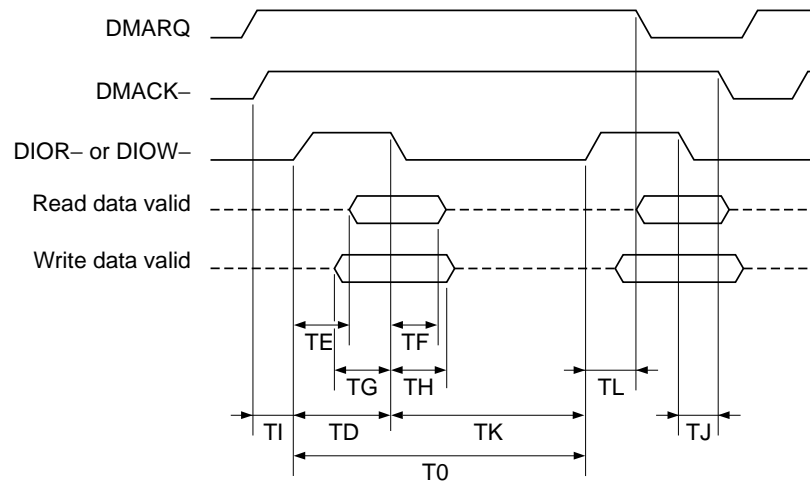 DMARQ
DMACK–
DIOR– or DIOW–
Read data valid
Write data valid
TE
TF
TG
TH
TL
TI
TD
TK
TJ
T0